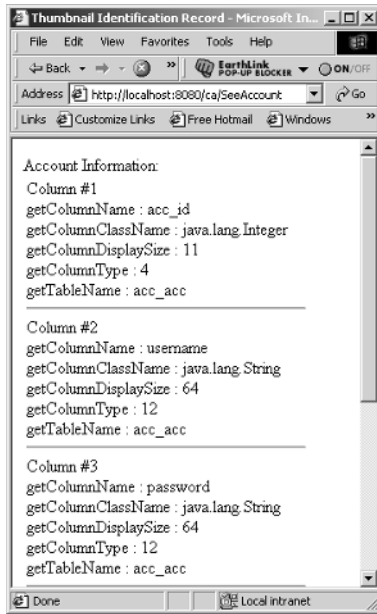 Thumbnail Identification Record - Microsoft In...
File Edit View Favorites Tools Help
Back » EarthLink POP-UP BLOCKER ON/OFF
Address http://localhost:8080/ca/SeeAccount Go
Links Customize Links Free Hotmail Windows »
Account Information:
Column #1
getColumnName : acc_id
getColumnClassName : java.lang.Integer
getColumnDisplaySize : 11
getColumnType : 4
getTableName : acc_acc
Column #2
getColumnName : username
getColumnClassName : java.lang.String
getColumnDisplaySize : 64
getColumnType : 12
getTableName : acc_acc
Column #3
getColumnName : password
getColumnClassName : java.lang.String
getColumnDisplaySize : 64
getColumnType : 12
getTableName : acc_acc
Done Local intranet